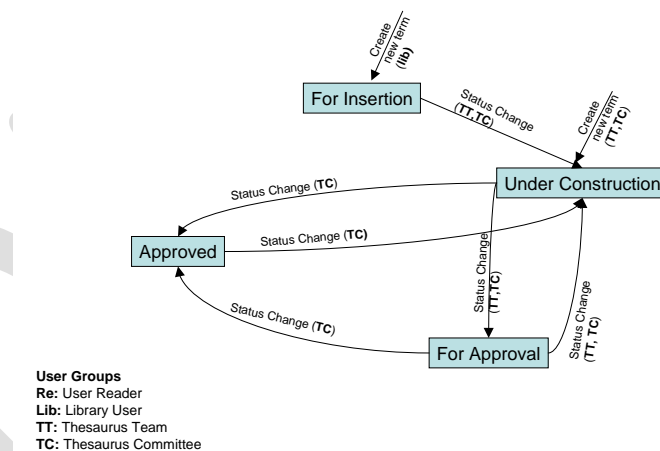 Create
new term
(lib)
For Insertion
Status Change
(TT,TC)
Create
new term
(TT,TC)
Under Construction
Status Change (TC)
Approved
Status Change (TC)
Status Change
(TT,TC)
Status Change (TC)
Status Change
(TT, TC)
For Approval
User Groups
Re: User Reader
Lib: Library User
TT: Thesaurus Team
TC: Thesaurus Committee